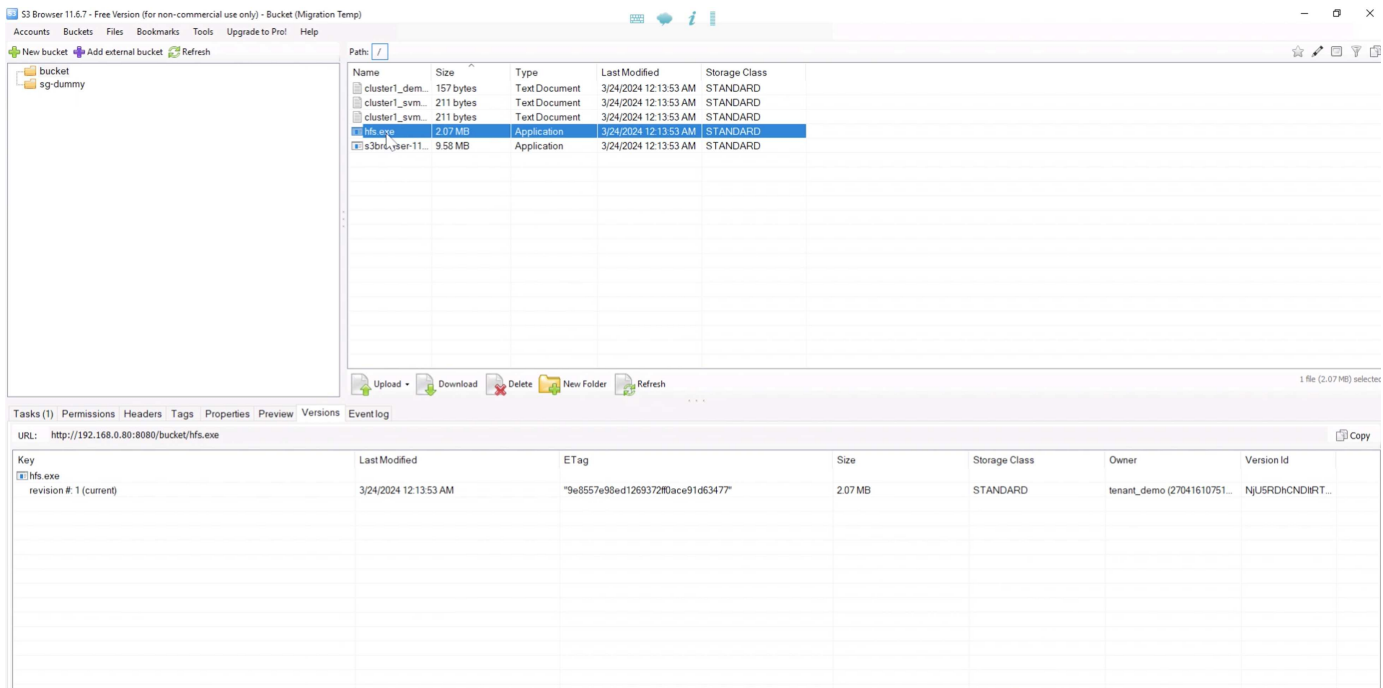 S3 Browser 11.6.7 - Free Version (for non-commercial use only) - Bucket (Migration Temp)
Accounts Buckets Files Bookmarks Tools Upgrade to Pro! Help
New bucket Add external bucket Refresh Path: /
bucket
sg-dummy
Name Size Type Last Modified Storage Class
cluster1_dem... 157 bytes Text Document 3/24/2024 12:13:53 AM STANDARD
cluster1_svm... 211 bytes Text Document 3/24/2024 12:13:53 AM STANDARD
cluster1_svm... 211 bytes Text Document 3/24/2024 12:13:53 AM STANDARD
hfs.exe 2.07 MB Application 3/24/2024 12:13:53 AM STANDARD
s3browser-11... 9.58 MB Application 3/24/2024 12:13:53 AM STANDARD
Upload Download Delete New Folder Refresh 1 file (2.07 MB) selected
Tasks (1) Permissions Headers Tags Properties Preview Versions Event log
URL: http://192.168.0.80:8080/bucket/hfs.exe Copy
Key Last Modified ETag Size Storage Class Owner Version Id
hfs.exe
revision #: 1 (current) 3/24/2024 12:13:53 AM "9e8557e98ed1269372ff0ace91d63477" 2.07 MB STANDARD tenant_demo (27041610751... NjU5RDhCNDItRT...